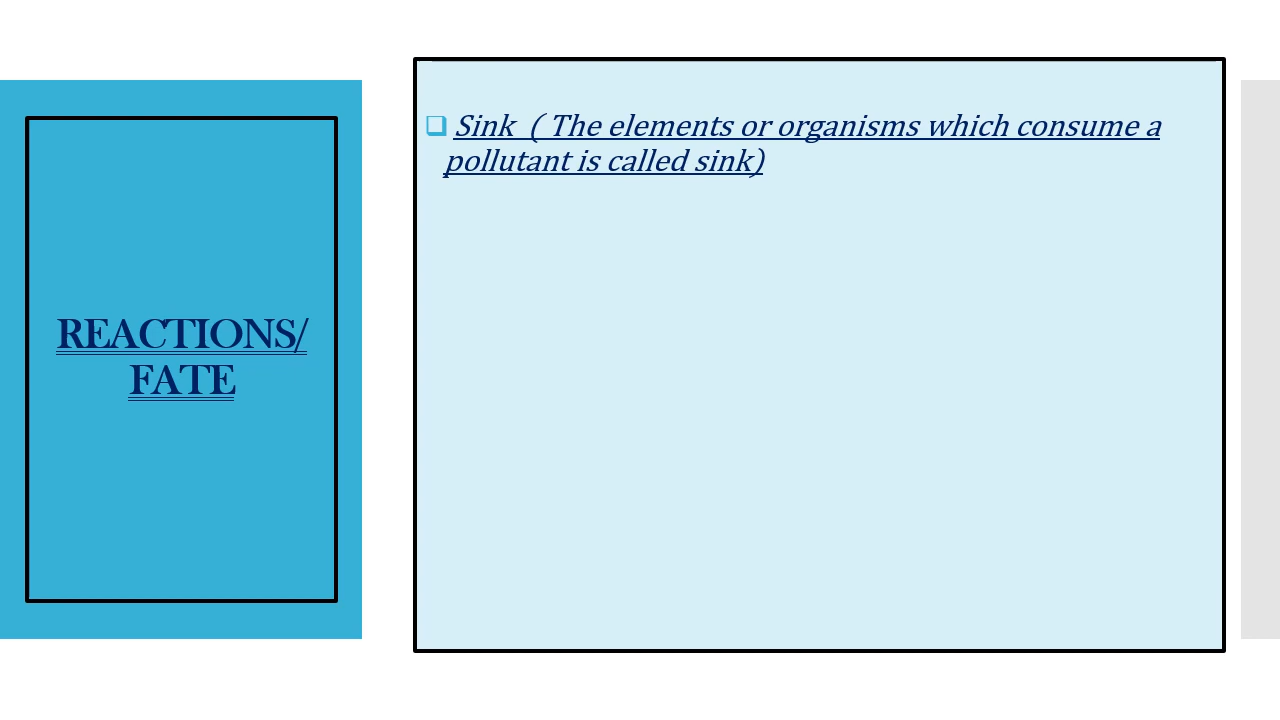 REACTIONS/
FATE
Sink ( The elements or organisms which consume a
pollutant is called sink)